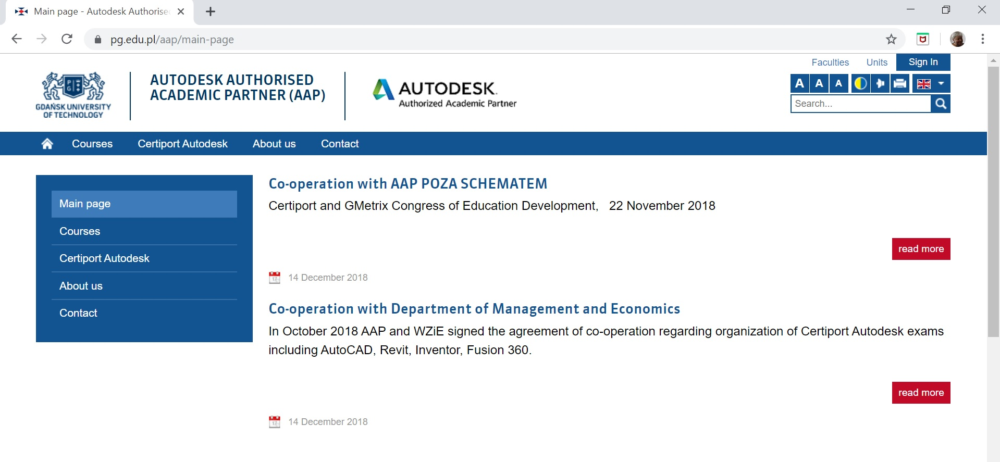 Main page - Autodesk Authorise
pg.edu.pl/aap/main-page
Faculties Units Sign In
GDAŃSK UNIVERSITY
OF TECHNOLOGY
PG
AUTODESK AUTHORISED
ACADEMIC PARTNER (AAP)
AUTODESK.
Authorized Academic Partner
A A A
Search...
Courses Certiport Autodesk About us Contact
Main page
Courses
Certiport Autodesk
About us
Contact
Co-operation with AAP POZA SCHEMATEM
Certiport and GMetrix Congress of Education Development, 22 November 2018
read more
14 December 2018
Co-operation with Department of Management and Economics
In October 2018 AAP and WZiE signed the agreement of co-operation regarding organization of Certiport Autodesk exams
including AutoCAD, Revit, Inventor, Fusion 360.
read more
14 December 2018